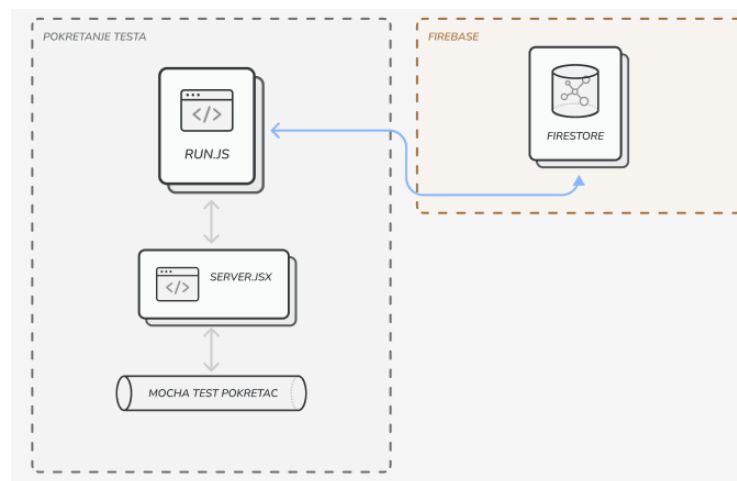 POKRETANJE TESTA
FIREBASE
</>
RUN.JS
FIRESTORE
</>
SERVER.JSX
MOCHA TEST POKRETAC